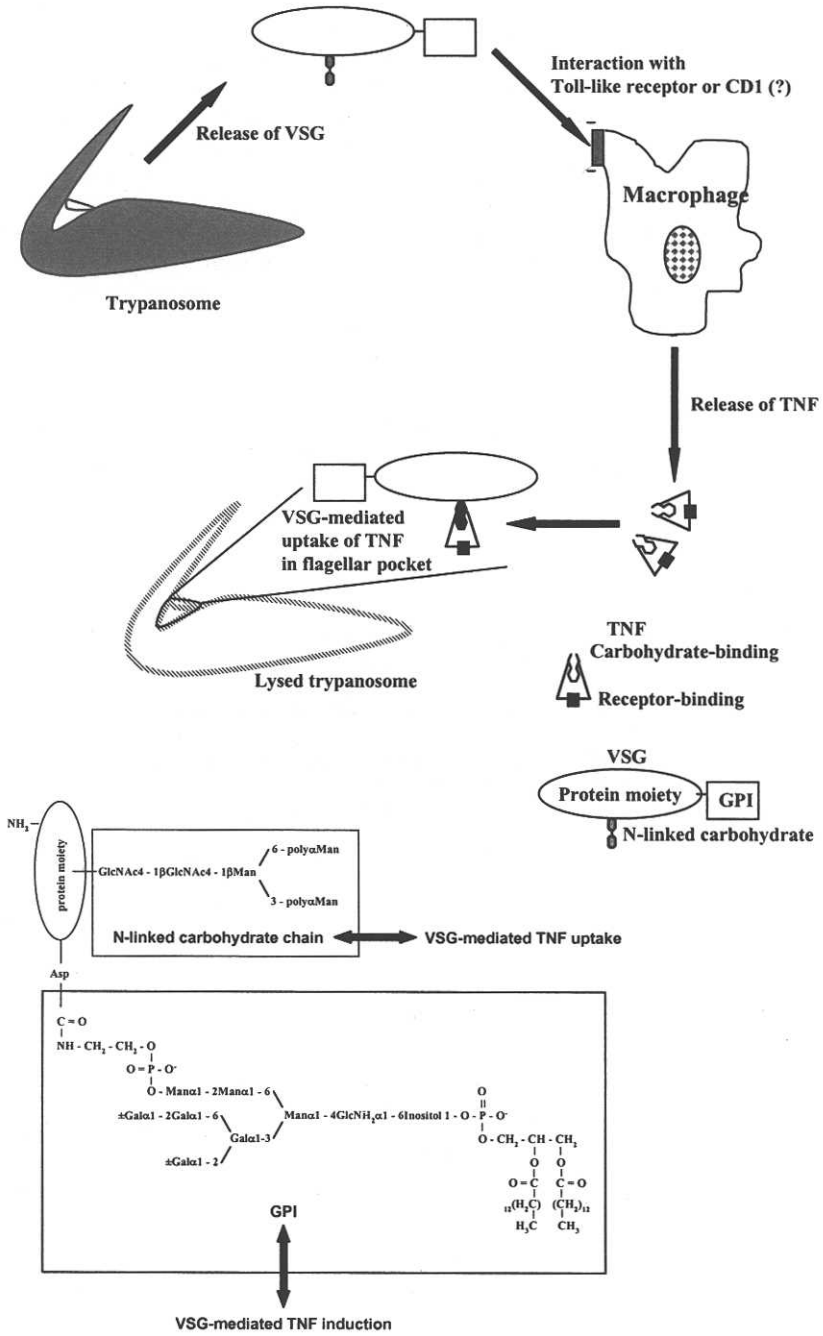 Interaction with
Toll-like receptor or CD1 (?)
Release of VSG
Macrophage
Trypanosome
Release of TNF
VSG-mediated
uptake of TNF
in flagellar pocket
Lysed trypanosome
TNF
Carbohydrate-binding
Receptor-binding
VSG
Protein moiety
GPI
N-linked carbohydrate
NH₂
protein moiety
6 - polyαMan
GlcNAc4 - 1βGlcNAc4 - 1βMan
3 - polyαMan
N-linked carbohydrate chain
VSG-mediated TNF uptake
Asp
C = O
NH - CH₂ - CH₂ - O
O = P - O⁻
O - Manα1 - 2Manα1 - 6
±Galα1 - 2Galα1 - 6
Manα1 - 4GlcNH₂α1 - 6Inositol 1 - O - P - O⁻
O
Galα1-3
±Galα1 - 2
O - CH₂ - CH - CH₂
O O
O = C C = O
₁₂(H₂C) (CH₂)₁₂
H₃C CH₃
GPI
VSG-mediated TNF induction